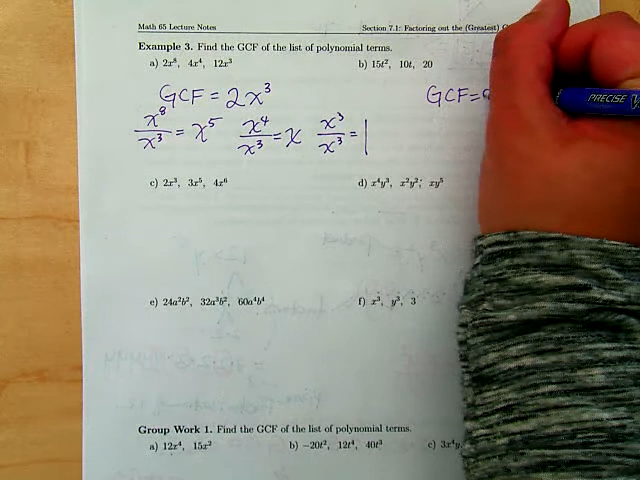 Math 65 Lecture Notes Section 7.1: Factoring out the (Greatest)
Example 3. Find the GCF of the list of polynomial terms.
a) 2x⁸, 4x⁴, 12x³ b) 15t², 10t, 20
GCF = 2x³ GCF=
x⁸/x³ = x⁵ x⁴/x³ = x x³/x³ = 1
c) 2x³, 3x⁵, 4x⁶ d) x⁴y³, x²y², xy⁵
e) 24a²b², 32a³b², 60a⁴b⁴ f) x³, y³, 3
Group Work 1. Find the GCF of the list of polynomial terms.
a) 12x⁴, 15x² b) −20t², 12t⁴, 40t³ c) 3x⁴y,
PRECISE